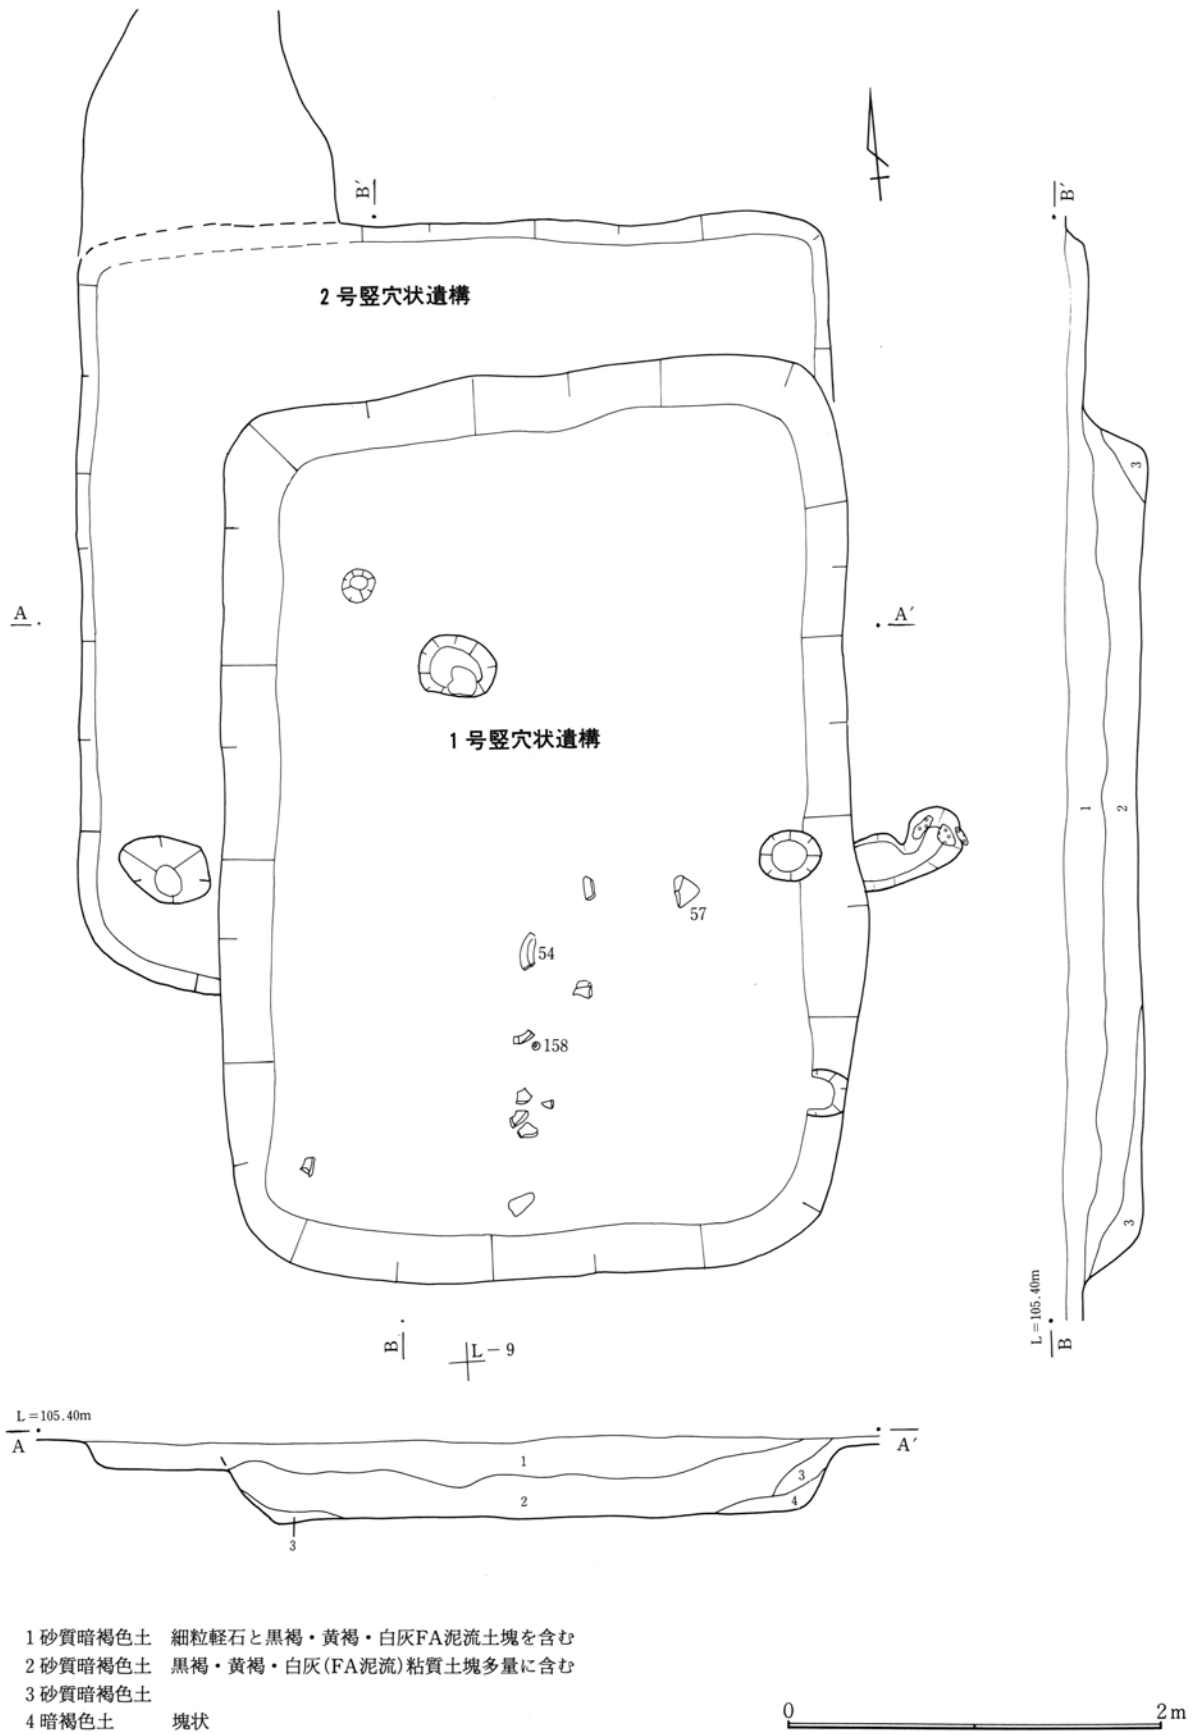 B′
B′
2号竪穴状遺構
3
A
A′
1号竪穴状遺構
1
2
57
54
158
3
L=105.40m
B
B
L-9
L=105.40m
A
A′
1
3
2
4
3
1 砂質暗褐色土 細粒軽石と黒褐・黄褐・白灰FA泥流土塊を含む
2 砂質暗褐色土 黒褐・黄褐・白灰(FA泥流)粘質土塊多量に含む
3 砂質暗褐色土
4 暗褐色土 塊状
0 2m